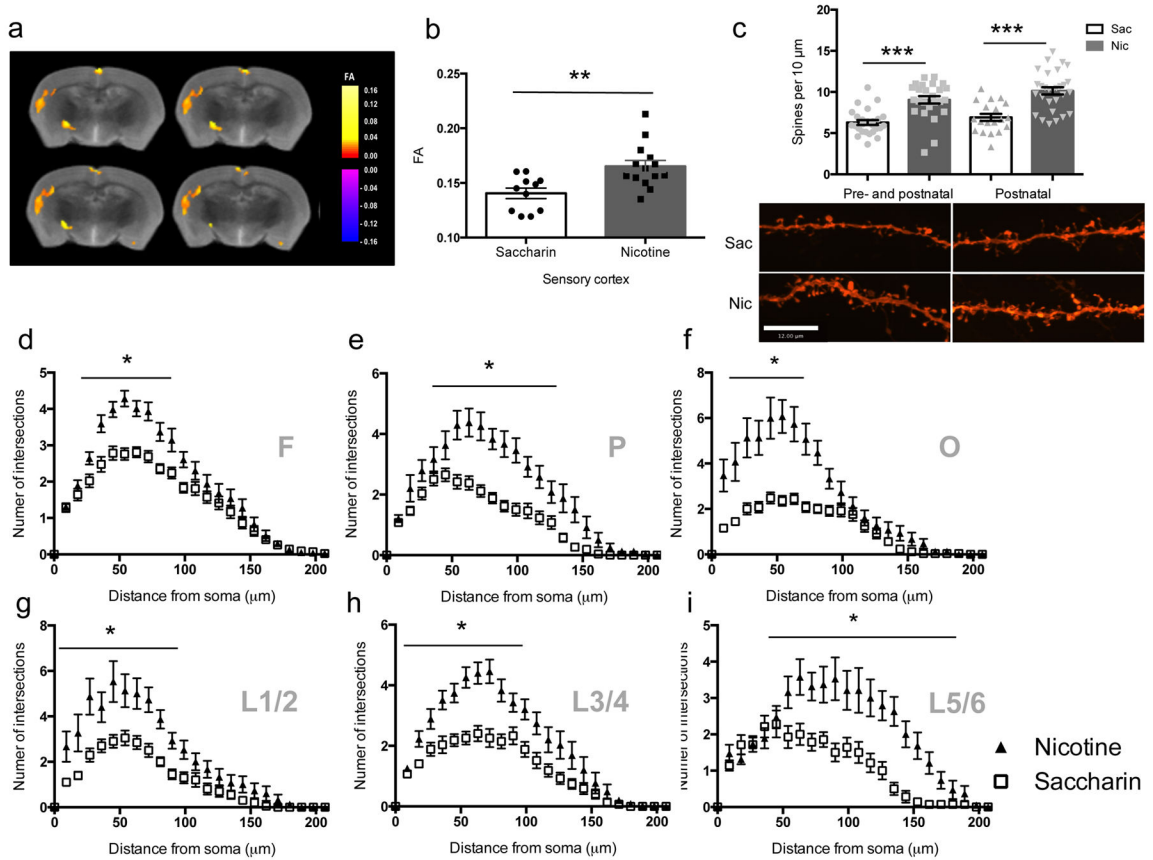 a
FA
0.16
0.12
0.08
0.04
0.00
0.00
- 0.04
- 0.08
- 0.12
- 0.16
b
**
0.25
0.20
0.15
0.10
FA
Saccharin
Nicotine
Sensory cortex
c
Sac
Nic
***
***
20
15
10
5
0
Spines per 10 μm
Pre- and postnatal
Postnatal
Sac
Nic
12.00 μm
d
*
5
4
3
2
1
0
Numer of intersections
F
0 50 100 150 200
Distance from soma (μm)
e
*
6
4
2
0
Numer of intersections
P
0 50 100 150 200
Distance from soma (μm)
f
*
8
6
4
2
0
Numer of intersections
O
0 50 100 150 200
Distance from soma (μm)
g
*
8
6
4
2
0
Numer of intersections
L1/2
0 50 100 150 200
Distance from soma (μm)
h
*
6
4
2
0
Numer of intersections
L3/4
0 50 100 150 200
Distance from soma (μm)
i
*
5
4
3
2
1
0
Numer of intersections
L5/6
0 50 100 150 200
Distance from soma (μm)
Nicotine
Saccharin